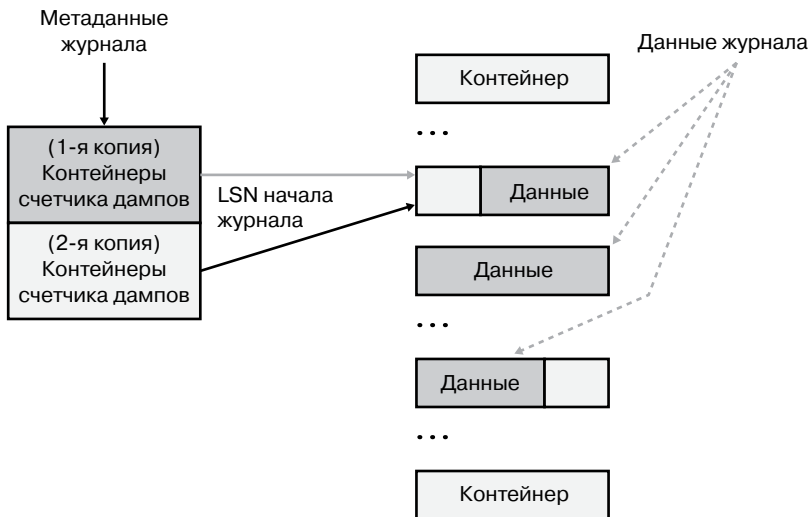 Метаданные
журнала
Данные журнала
Контейнер
...
(1-я копия)
Контейнеры
счетчика дампов
LSN начала
журнала
Данные
(2-я копия)
Контейнеры
счетчика дампов
Данные
...
Данные
...
Контейнер